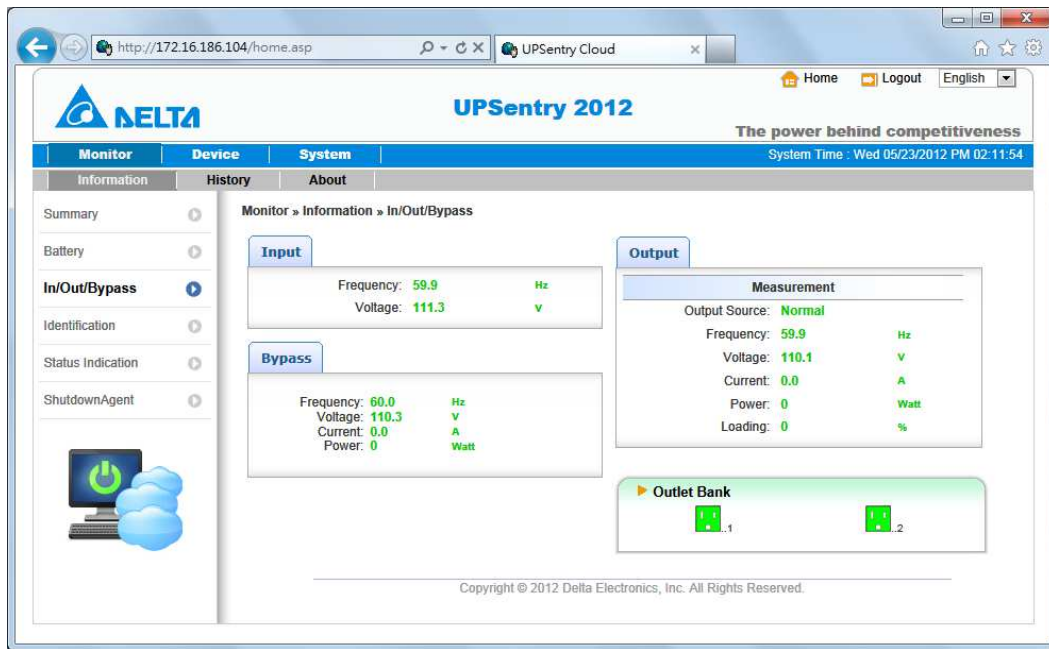 http://172.16.186.104/home.asp
UPSentry Cloud
Home Logout English
DELTA
UPSentry 2012
The power behind competitiveness
Monitor Device System System Time : Wed 05/23/2012 PM 02:11:54
Information History About
Summary
Battery
In/Out/Bypass
Identification
Status Indication
ShutdownAgent
Monitor » Information » In/Out/Bypass
Input
Frequency: 59.9 Hz
Voltage: 111.3 V
Bypass
Frequency: 60.0 Hz
Voltage: 110.3 V
Current: 0.0 A
Power: 0 Watt
Output
Measurement
Output Source: Normal
Frequency: 59.9 Hz
Voltage: 110.1 V
Current: 0.0 A
Power: 0 Watt
Loading: 0 %
Outlet Bank
..1 ..2
Copyright © 2012 Delta Electronics, Inc. All Rights Reserved.